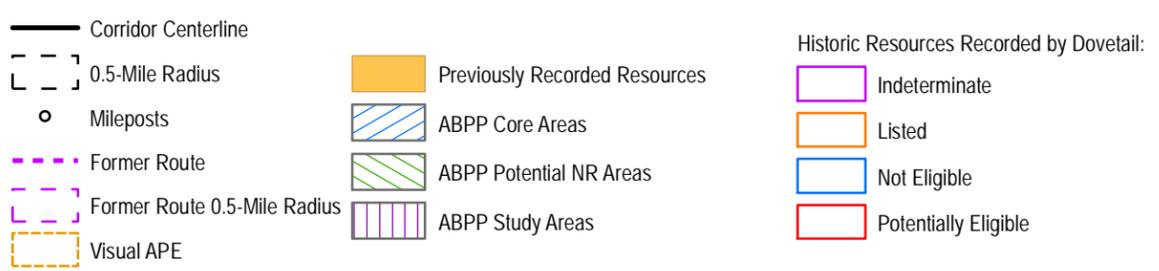 Corridor Centerline
0.5-Mile Radius
Mileposts
Former Route
Former Route 0.5-Mile Radius
Visual APE
Previously Recorded Resources
ABPP Core Areas
ABPP Potential NR Areas
ABPP Study Areas
Historic Resources Recorded by Dovetail:
Indeterminate
Listed
Not Eligible
Potentially Eligible